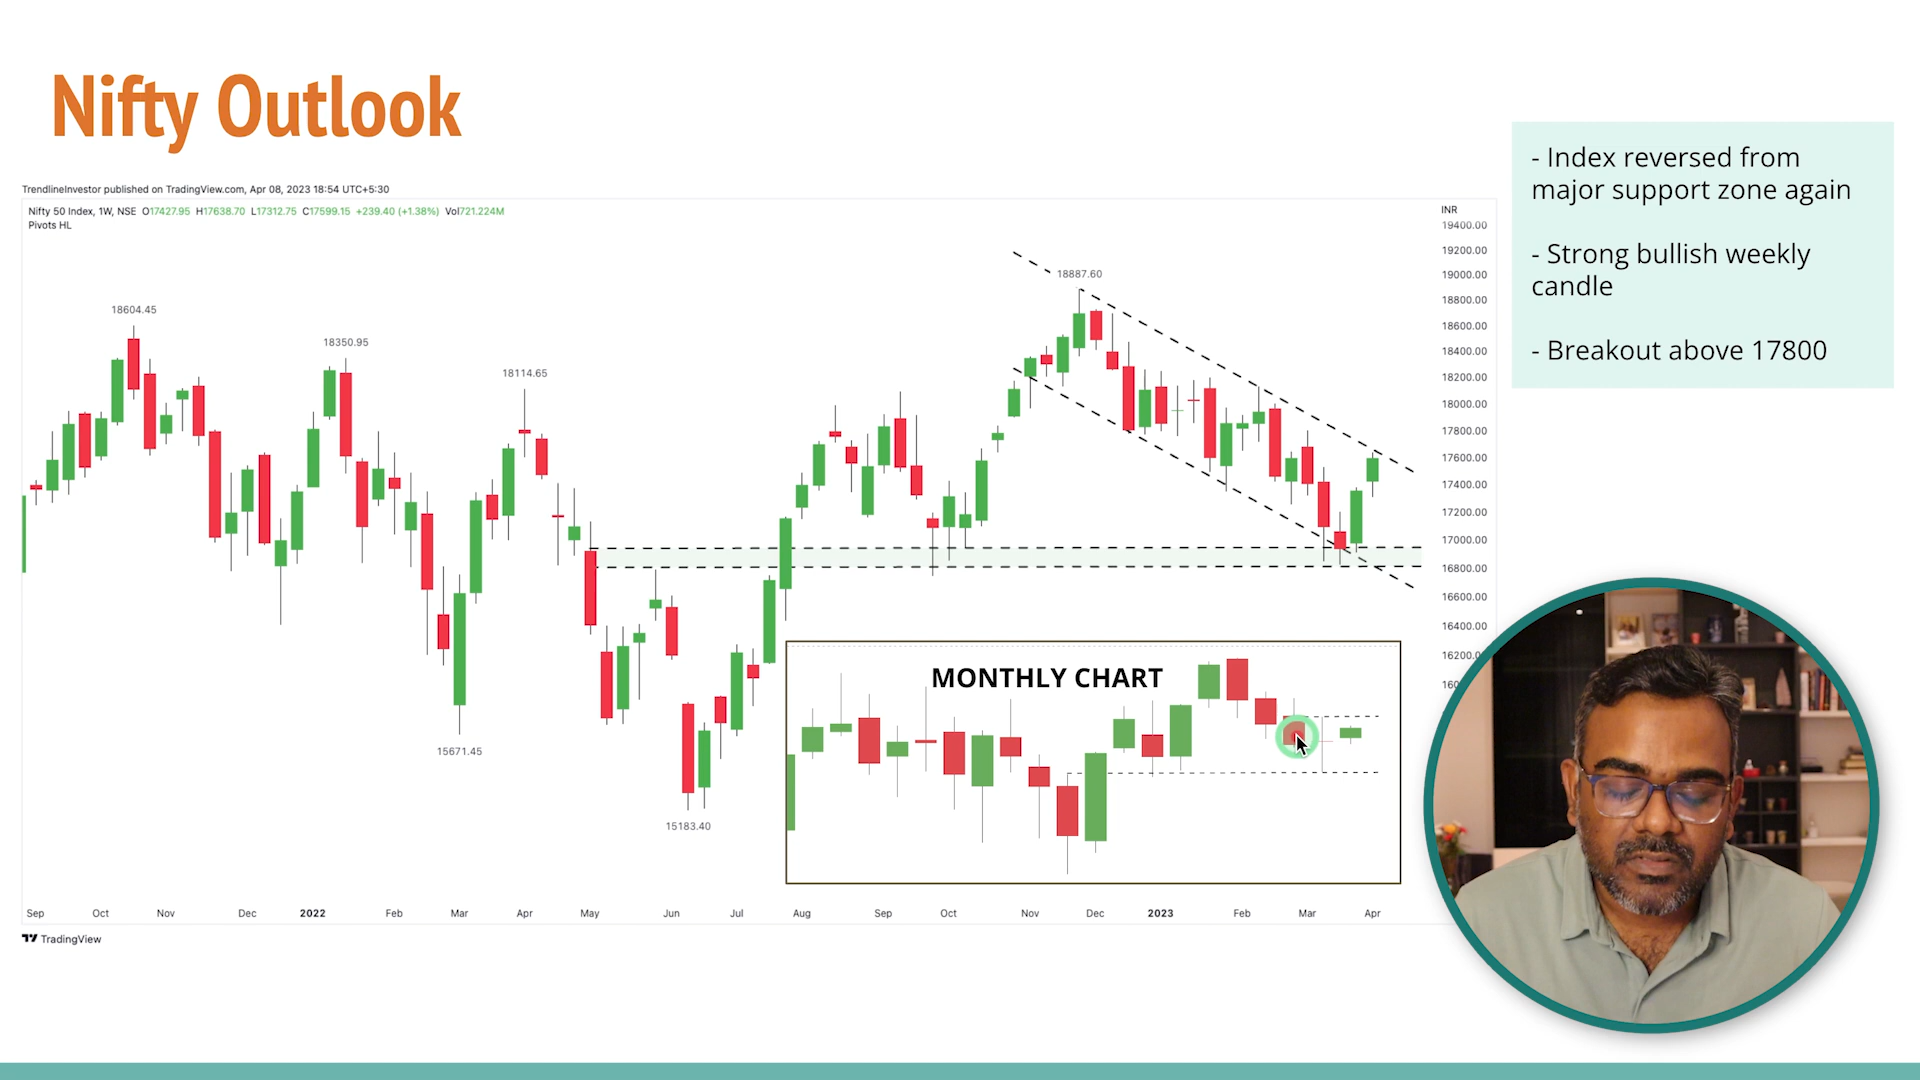 Nifty Outlook
TrendlineInvestor published on TradingView.com, Apr 08, 2023 18:54 UTC+5:30
Nifty 50 Index, 1W, NSE O17427.95 H17638.70 L17312.75 C17599.15 +239.40 (+1.38%) Vol721.224M
Pivots HL
INR
19400.00
19200.00
19000.00
18800.00
18600.00
18400.00
18200.00
18000.00
17800.00
17600.00
17400.00
17200.00
17000.00
16800.00
16600.00
16400.00
18604.45
18350.95
18114.65
18887.60
15671.45
15183.40
MONTHLY CHART
Sep Oct Nov Dec 2022 Feb Mar Apr May Jun Jul Aug Sep Oct Nov Dec 2023 Feb Mar Apr
TradingView
- Index reversed from
major support zone again
- Strong bullish weekly
candle
- Breakout above 17800